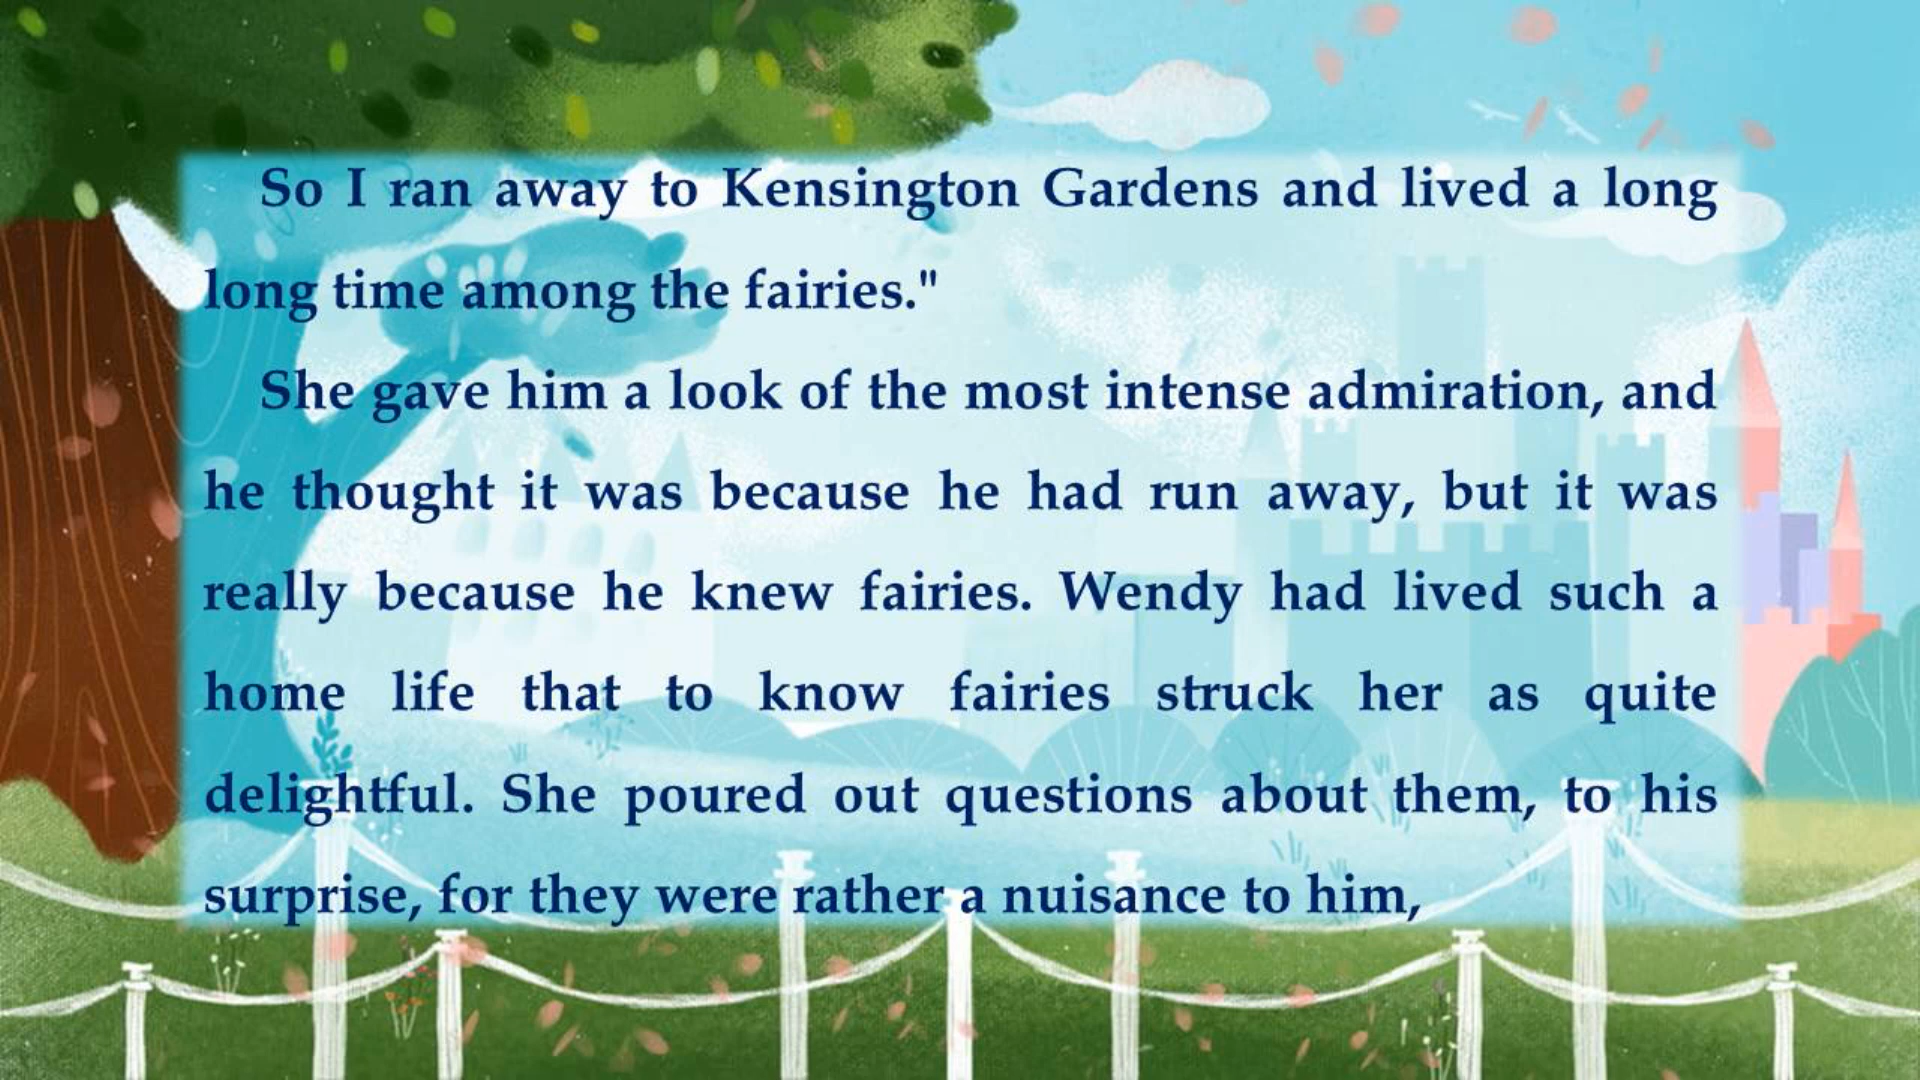 So I ran away to Kensington Gardens and lived a long
long time among the fairies."
She gave him a look of the most intense admiration, and
he thought it was because he had run away, but it was
really because he knew fairies. Wendy had lived such a
home life that to know fairies struck her as quite
delightful. She poured out questions about them, to his
surprise, for they were rather a nuisance to him,